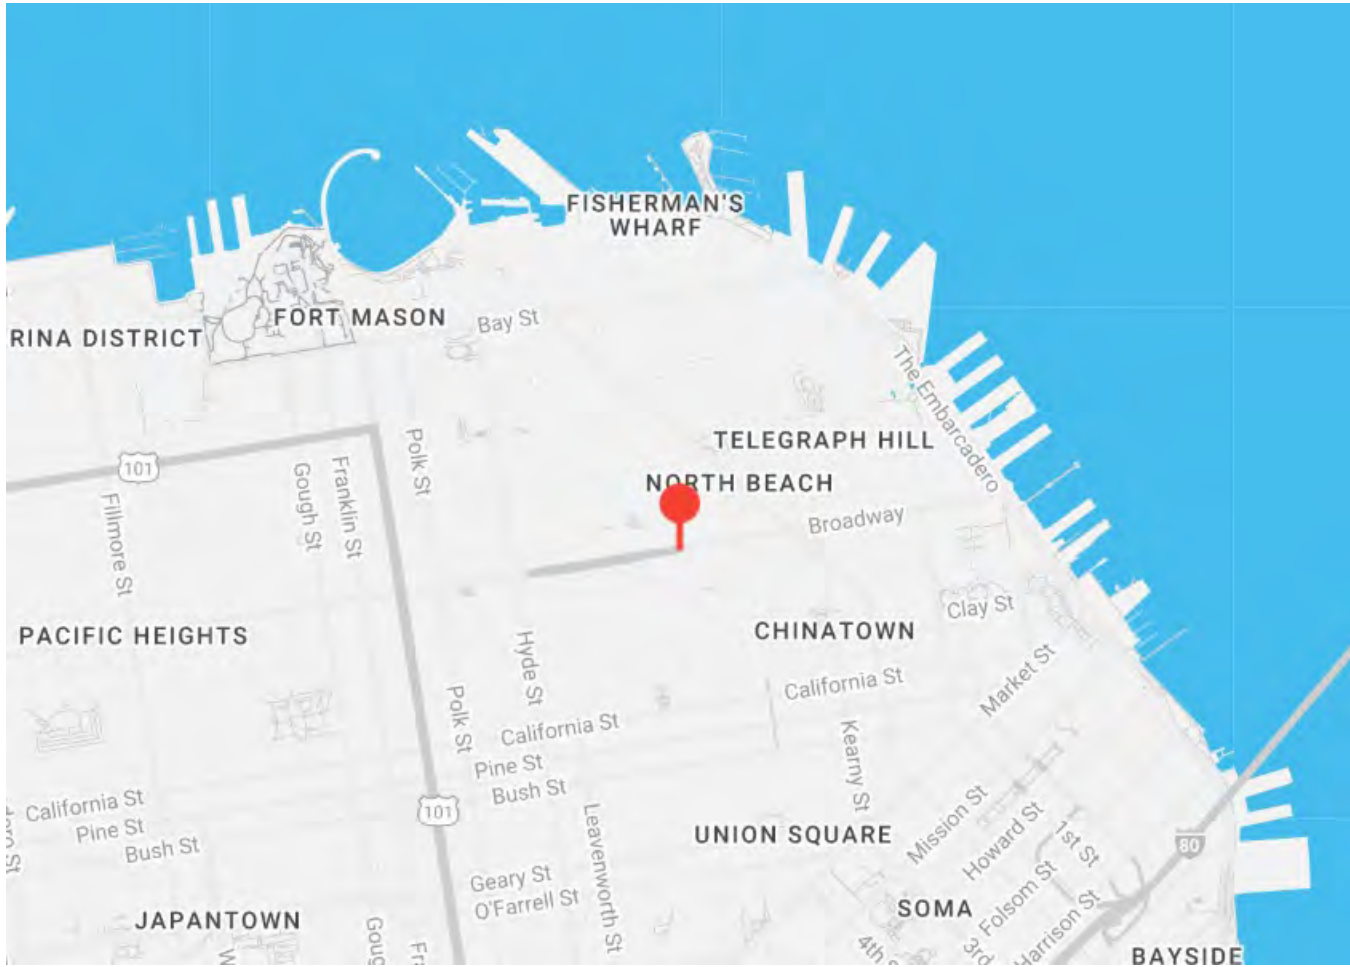 FISHERMAN'S
WHARF
FORT MASON
Bay St
RINA DISTRICT
The Embarcadero
TELEGRAPH HILL
101
Polk St
Gough St
Franklin St
NORTH BEACH
Fillmore St
Broadway
Clay St
PACIFIC HEIGHTS
CHINATOWN
Hyde St
Market St
California St
Polk St
California St
Kearny St
Pine St
Bush St
California St
Pine St
Bush St
101
Leavenworth St
UNION SQUARE
Mission St
Howard St
1st St
80
Geary St
O'Farrell St
Folsom St
Harrison St
JAPANTOWN
SOMA
Goug
Fra
W
4th S
3rd
BAYSIDE